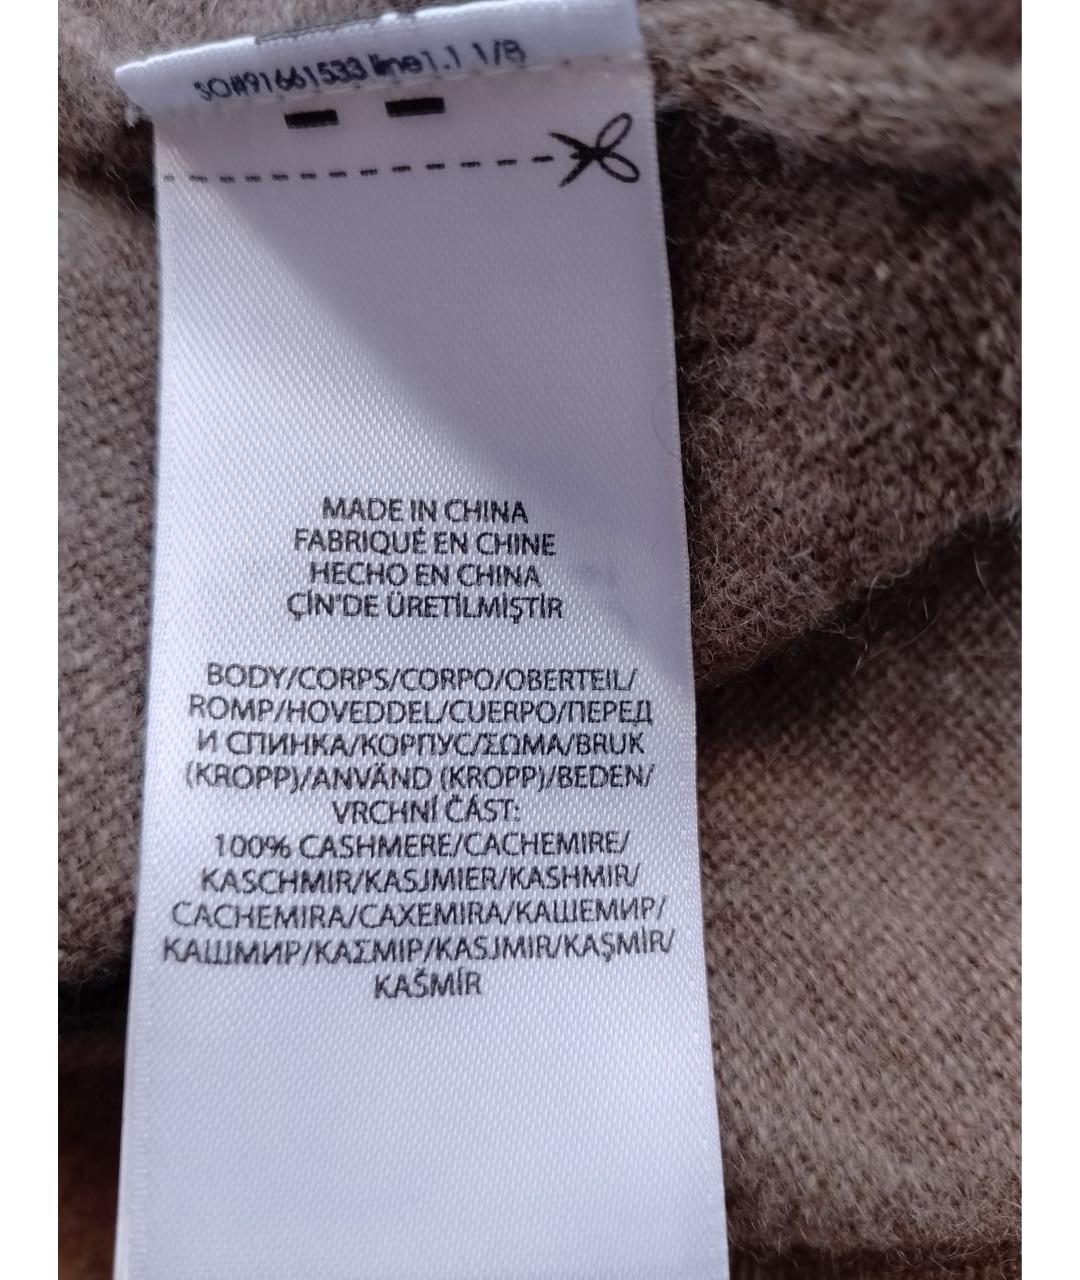 SO#91661533 line1.1 1/8
MADE IN CHINA
FABRIQUÉ EN CHINE
HECHO EN CHINA
ÇİN'DE ÜRETİLMİŞTİR
BODY/CORPS/CORPO/OBERTEIL/
ROMP/HOVEDDEL/CUERPO/ПЕРЕД
И СПИНКА/КОРПУС/ΣΩΜΑ/BRUK
(KROPP)/ANVÄND (KROPP)/BEDEN/
VRCHNÍ ČÁST:
100% CASHMERE/CACHEMIRE/
KASCHMIR/KASJMIER/KASHMIR/
CACHEMIRA/CAXEMIRA/КАШЕМИР/
КАШМИР/ΚΑΣΜΙΡ/KASJMIR/KAŞMİR/
KAŠMÍR